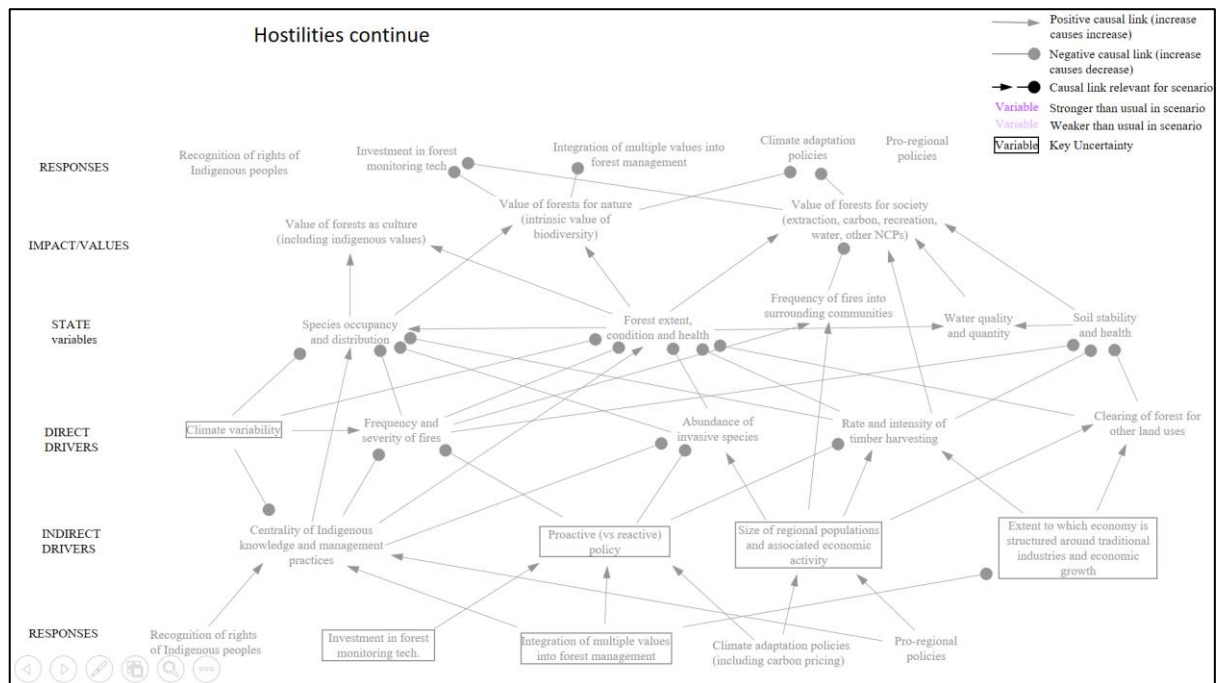 Hostilities continue
Positive causal link (increase
causes increase)
Negative causal link (increase
causes decrease)
Causal link relevant for scenario
Variable Stronger than usual in scenario
Variable Weaker than usual in scenario
Variable Key Uncertainty
RESPONSES
Recognition of rights of
Indigenous peoples
Investment in forest
monitoring tech.
Integration of multiple values into
forest management
Climate adaptation
policies
Pro-regional
policies
IMPACT/VALUES
Value of forests as culture
(including indigenous values)
Value of forests for nature
(intrinsic value of
biodiversity)
Value of forests for society
(extraction, carbon, recreation,
water, other NCPs)
STATE
variables
Species occupancy
and distribution
Forest extent,
condition and health
Frequency of fires into
surrounding communities
Water quality
and quantity
Soil stability
and health
DIRECT
DRIVERS
Climate variability
Frequency and
severity of fires
Abundance of
invasive species
Rate and intensity of
timber harvesting
Clearing of forest for
other land uses
INDIRECT
DRIVERS
Centrality of Indigenous
knowledge and management
practices
Proactive (vs reactive)
policy
Size of regional populations
and associated economic
activity
Extent to which economy is
structured around traditional
industries and economic
growth
RESPONSES
Recognition of rights
of Indigenous peoples
Investment in forest
monitoring tech.
Integration of multiple values
into forest management
Climate adaptation policies
(including carbon pricing)
Pro-regional
policies